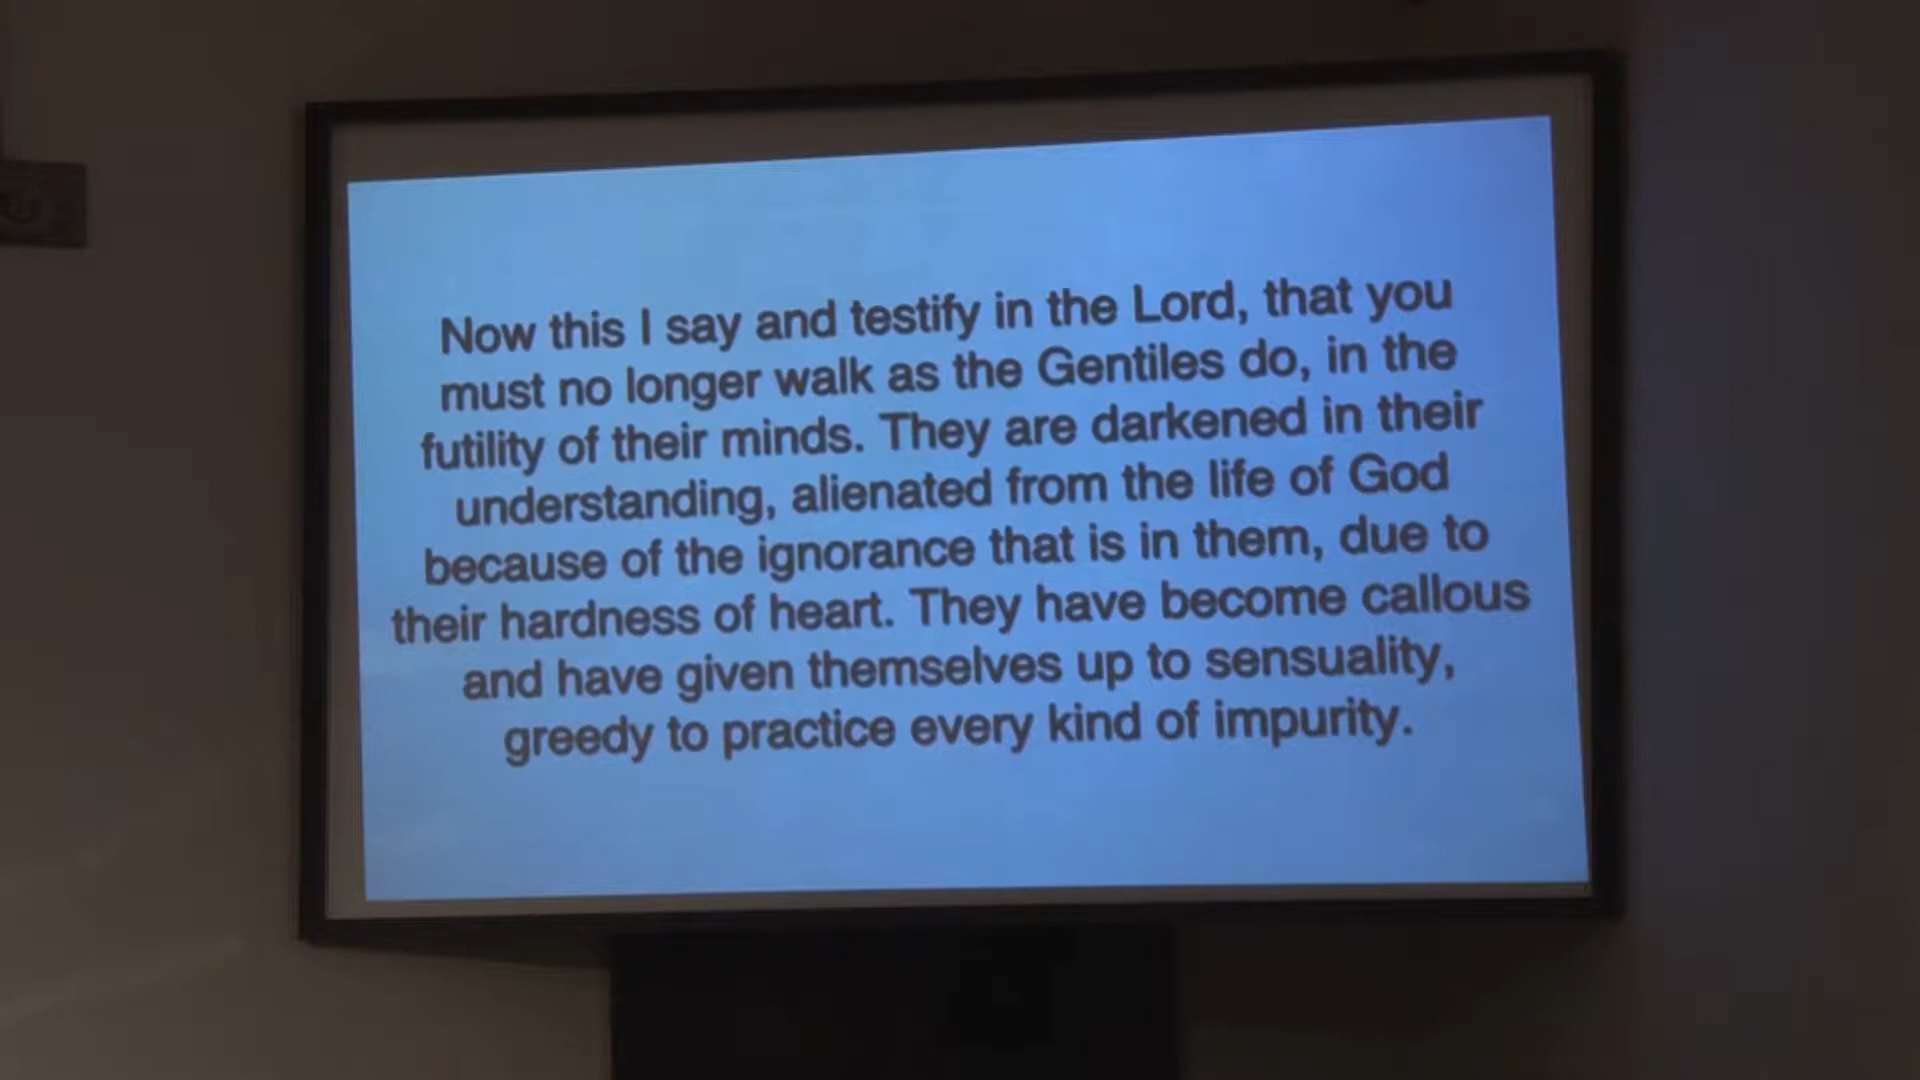 Now this I say and testify in the Lord, that you
must no longer walk as the Gentiles do, in the
futility of their minds. They are darkened in their
understanding, alienated from the life of God
because of the ignorance that is in them, due to
their hardness of heart. They have become callous
and have given themselves up to sensuality,
greedy to practice every kind of impurity.